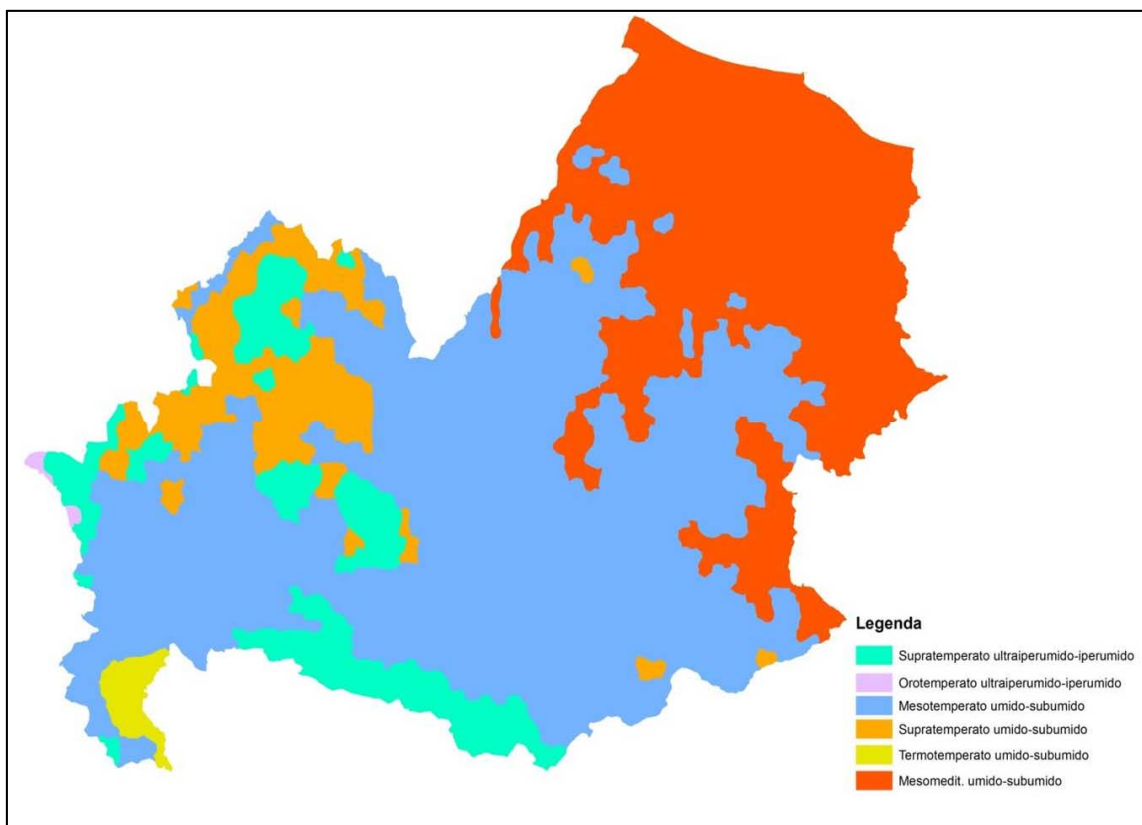 Legenda
Supratemperato ultraiperumido-iperumido
Orotemperato ultraiperumido-iperumido
Mesotemperato umido-subumido
Supratemperato umido-subumido
Termotemperato umido-subumido
Mesomedit. umido-subumido